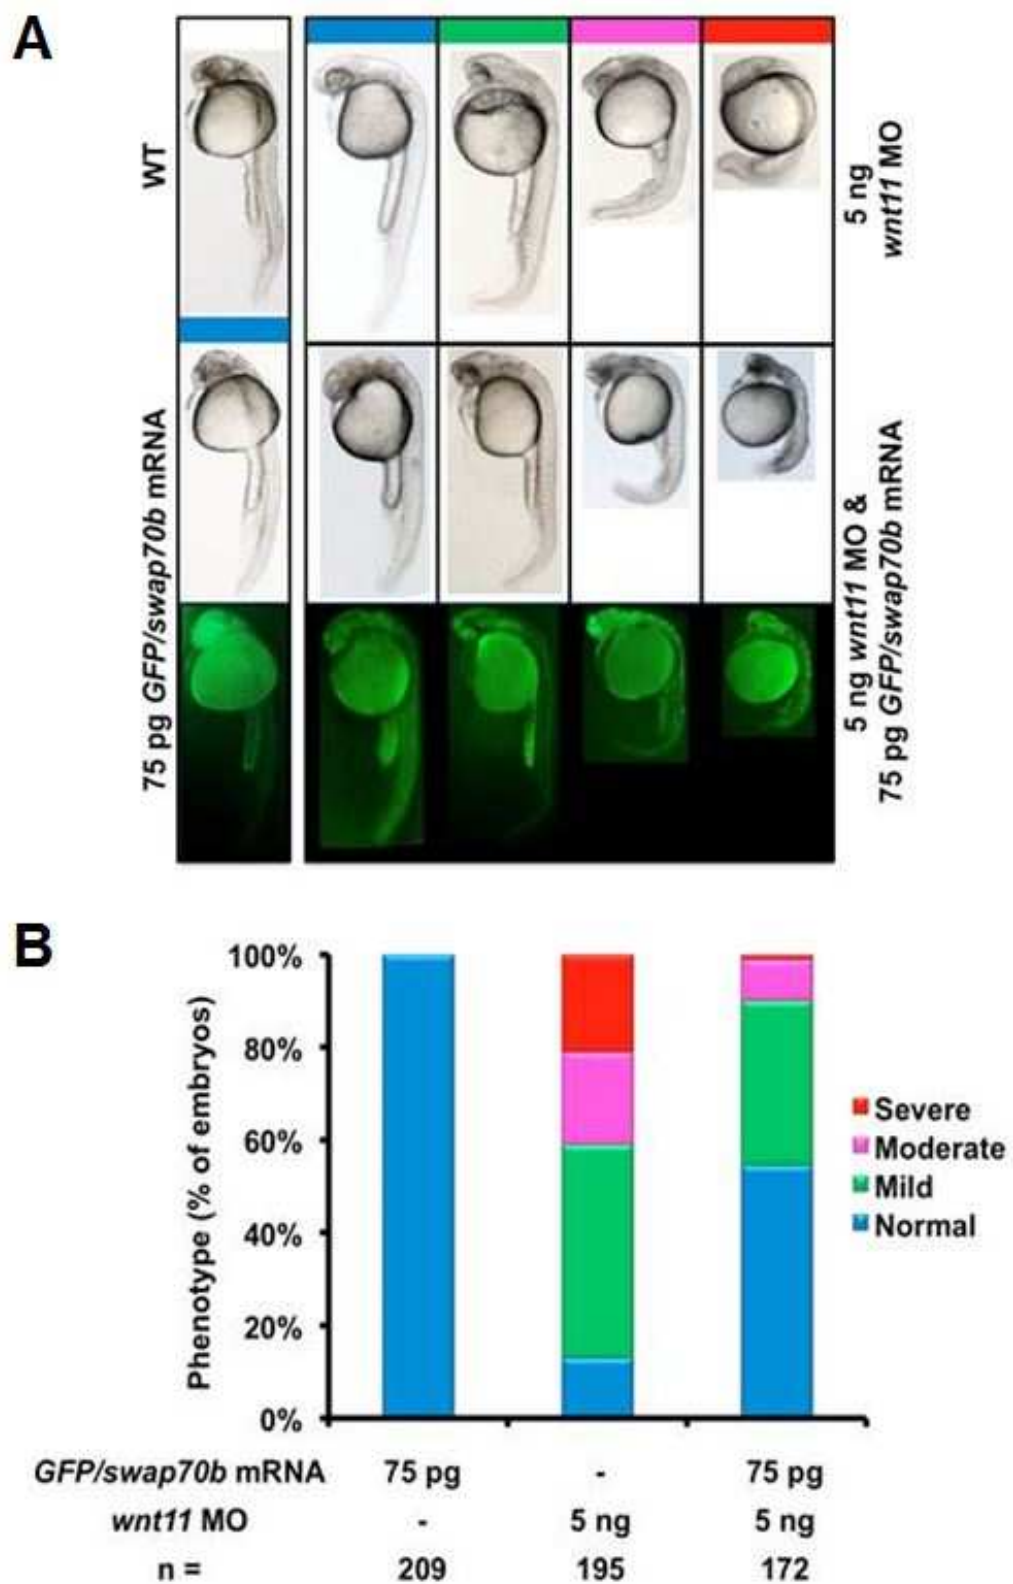 A
WT
75 pg GFP/swap70b mRNA
5 ng
wnt11 MO
5 ng wnt11 MO &
75 pg GFP/swap70b mRNA
B
Phenotype (% of embryos)
100%
80%
60%
40%
20%
0%
Severe
Moderate
Mild
Normal
GFP/swap70b mRNA 75 pg - 75 pg
wnt11 MO - 5 ng 5 ng
n = 209 195 172